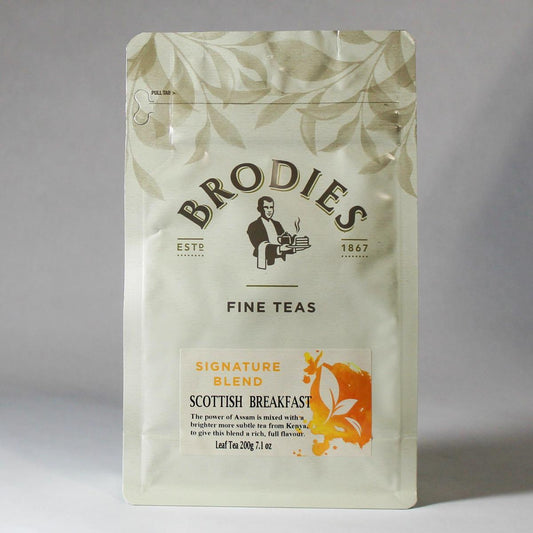 PULL TAB >
BRODIES
ESTD 1867
FINE TEAS
SIGNATURE
BLEND
SCOTTISH BREAKFAST
The power of Assam is mixed with a
brighter more subtle tea from Kenya,
to give this blend a rich, full flavour.
Leaf Tea 200g 7.1 oz